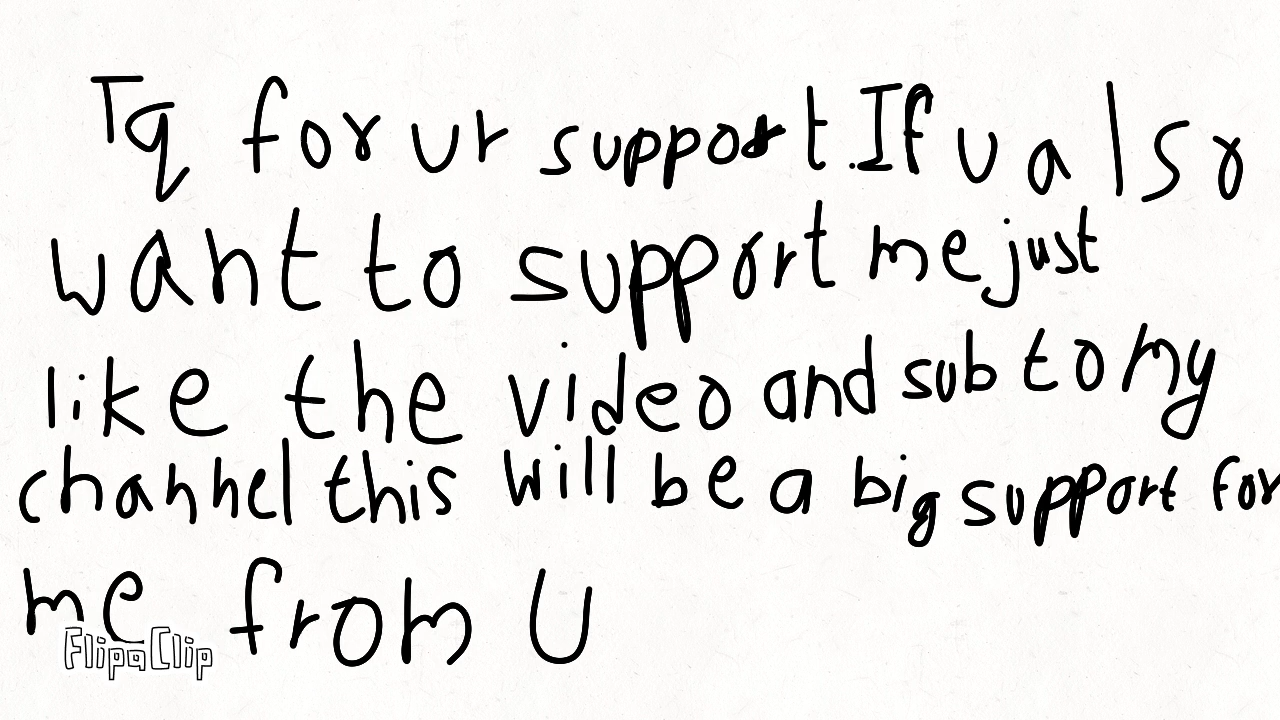 Tq for ur support.If u also
want to support me just
like the video and sub to my
channel this will be a big support for
me from U
FlipaClip